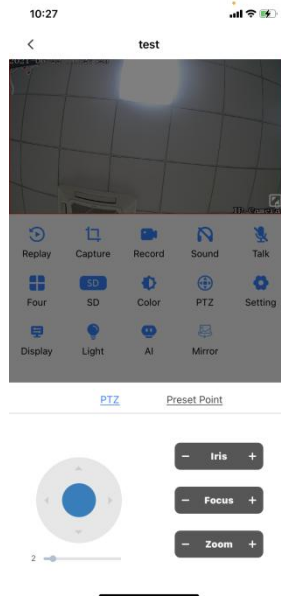 10:27
test
Replay Capture Record Sound Talk
Four SD SD Color PTZ Setting
Display Light AI Mirror
PTZ Preset Point
− Iris +
− Focus +
2
− Zoom +